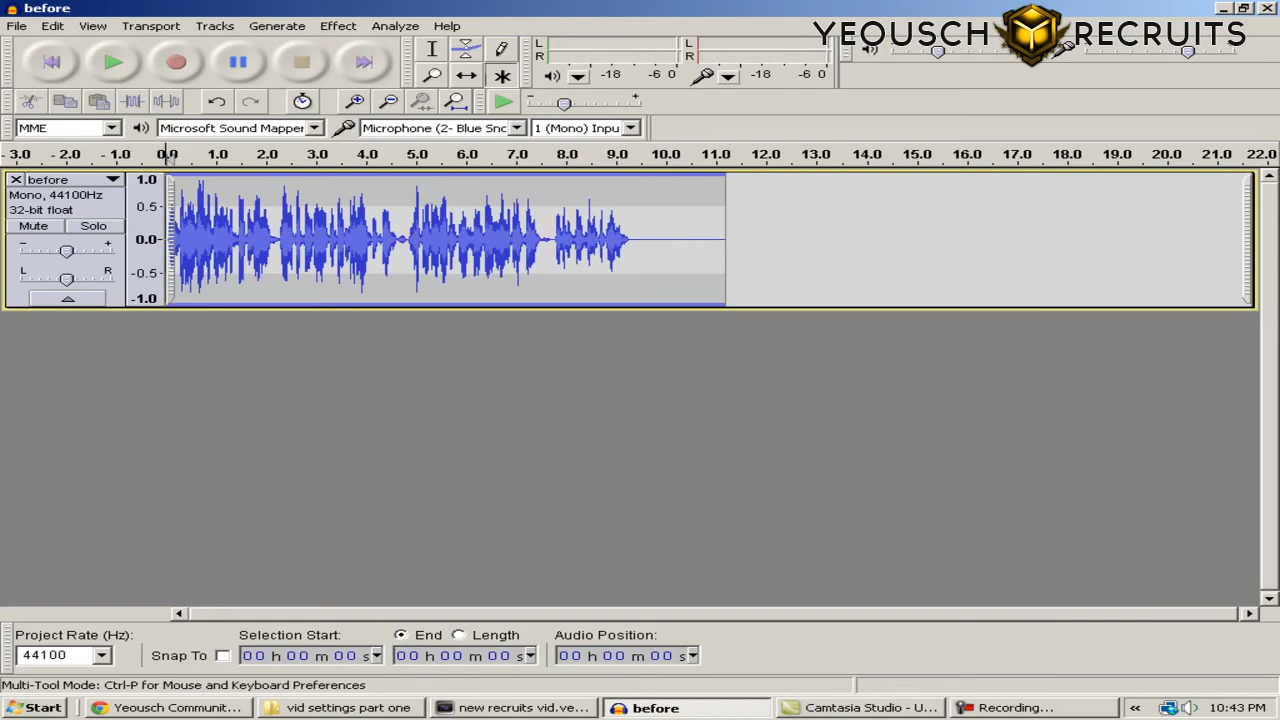 before
File Edit View Transport Tracks Generate Effect Analyze Help
YEOUSCH RECRUITS
L
R
-18 -6 0
L
R
-18 -6 0
MME Microsoft Sound Mapper Microphone (2- Blue Snc 1 (Mono) Inpu
- 3.0 - 2.0 - 1.0 0.0 1.0 2.0 3.0 4.0 5.0 6.0 7.0 8.0 9.0 10.0 11.0 12.0 13.0 14.0 15.0 16.0 17.0 18.0 19.0 20.0 21.0 22.0
before
Mono, 44100Hz
32-bit float
Mute Solo
- +
L R
1.0
0.5-
0.0-
-0.5-
-1.0
Project Rate (Hz): Selection Start: End Length Audio Position:
44100 Snap To 00 h 00 m 00 s 00 h 00 m 00 s 00 h 00 m 00 s
Multi-Tool Mode: Ctrl-P for Mouse and Keyboard Preferences
Start Yeousch Communit... vid settings part one new recruits vid.ve... before Camtasia Studio - U... Recording... 10:43 PM